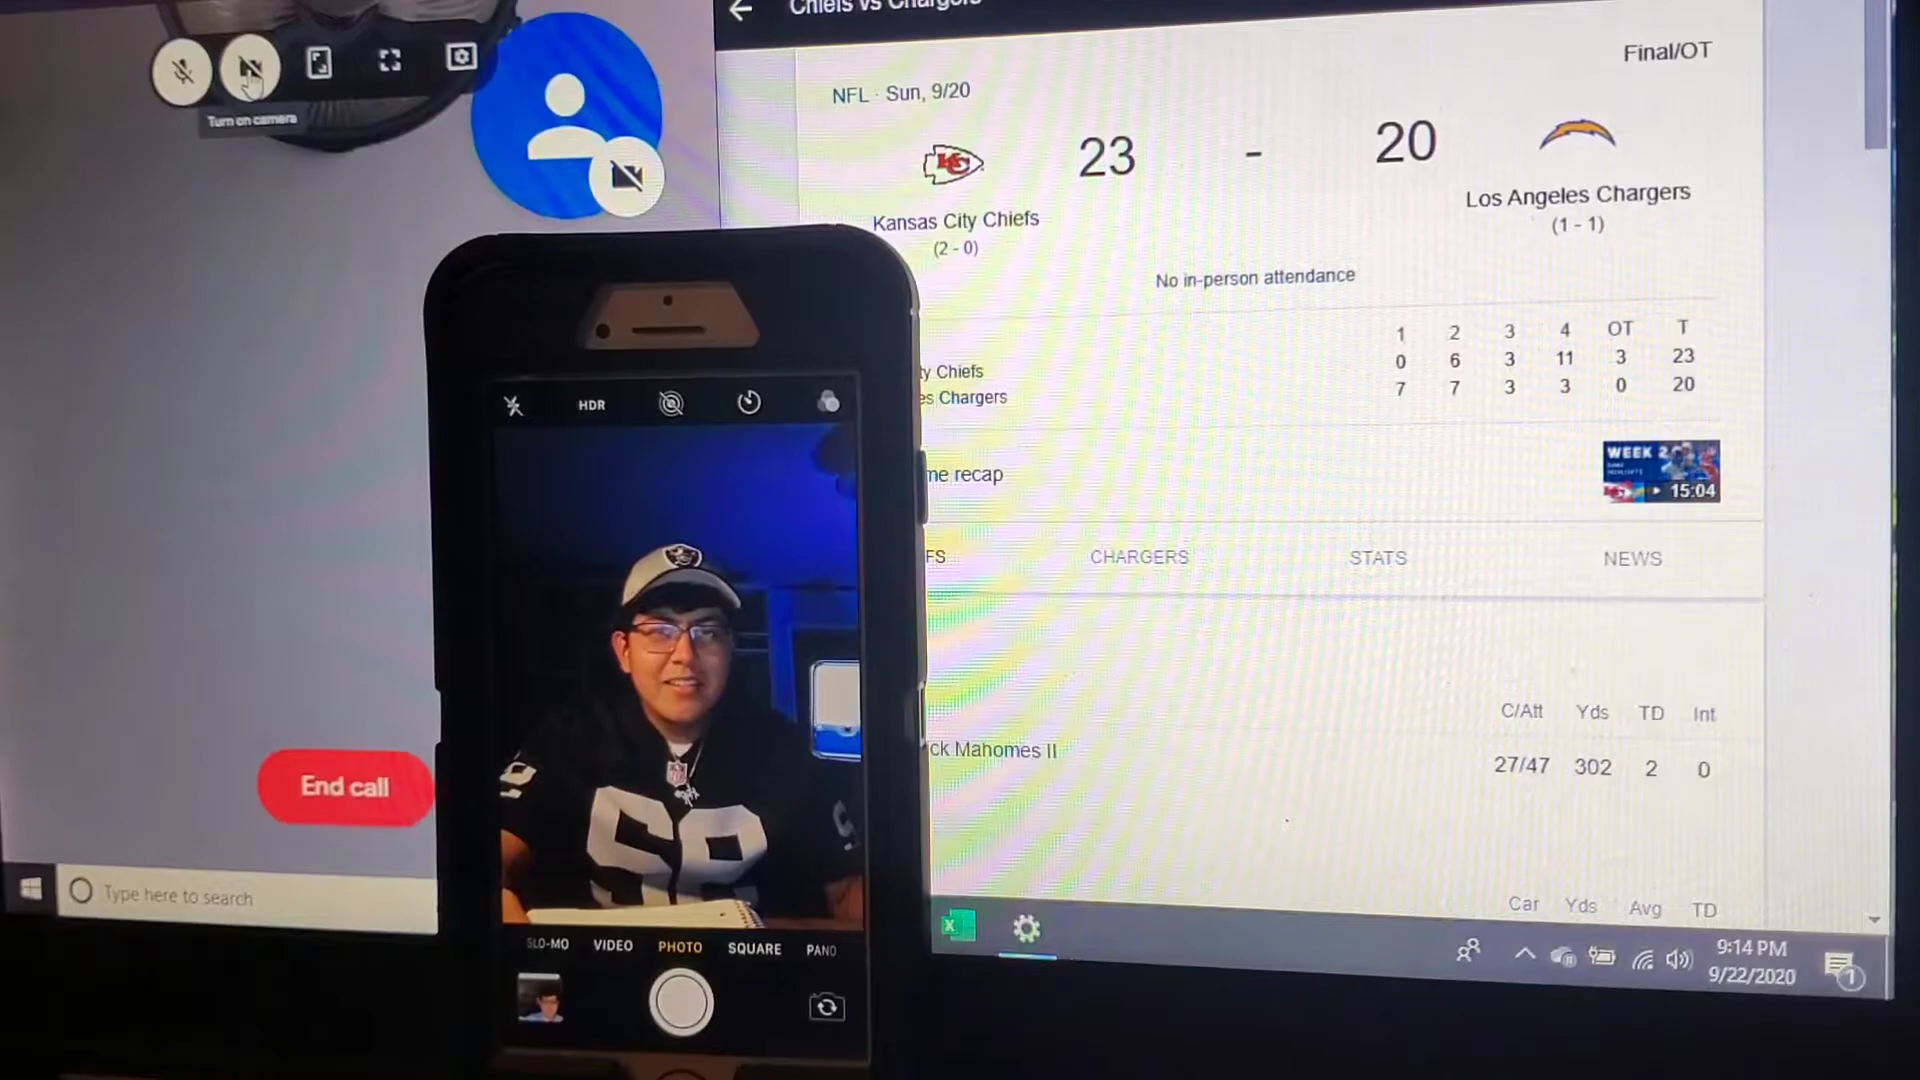 Chiefs vs Chargers
Turn on camera
Final/OT
NFL · Sun, 9/20
23 - 20
Kansas City Chiefs
(2 - 0)
Los Angeles Chargers
(1 - 1)
No in-person attendance
1 2 3 4 OT T
ty Chiefs 0 6 3 11 3 23
es Chargers 7 7 3 3 0 20
me recap
WEEK 2
15:04
FS CHARGERS STATS NEWS
C/Att Yds TD Int
ck Mahomes II 27/47 302 2 0
Car Yds Avg TD
HDR
End call
SLO-MO VIDEO PHOTO SQUARE PANO
Type here to search
9:14 PM
9/22/2020
1